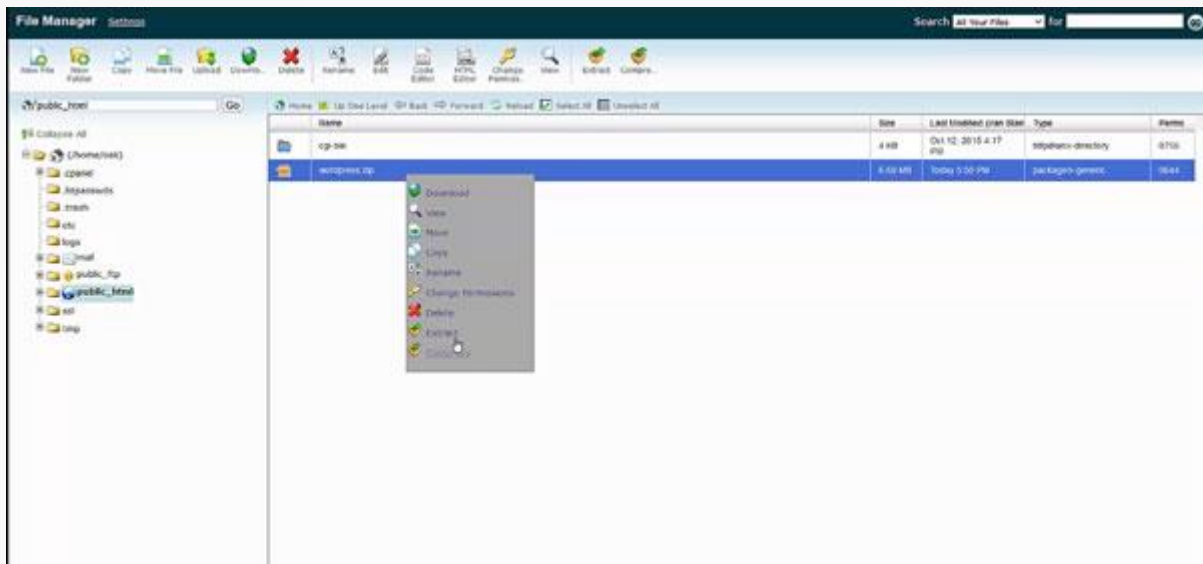 File Manager Settings
Search All Your Files for
New File New Folder Copy Move File Upload Downlo.. Delete Rename Edit Code Editor HTML Editor Change Permiss.. View Extract Compre..
/public_html Go
Home Up One Level Back Forward Reload Select All Unselect All
Name Size Last Modified Type Perms
Collapse All
(/home/)
cgi-bin 4 KB Oct 12, 2015 4:17 PM httpd/unix-directory 0755
wordpress.zip MB Today 5:50 PM package/x-generic 0644
.cpanel
.htpasswds
.trash
etc
logs
mail
public_ftp
public_html
ssl
tmp
Download
View
Move
Copy
Rename
Change Permissions
Delete
Extract